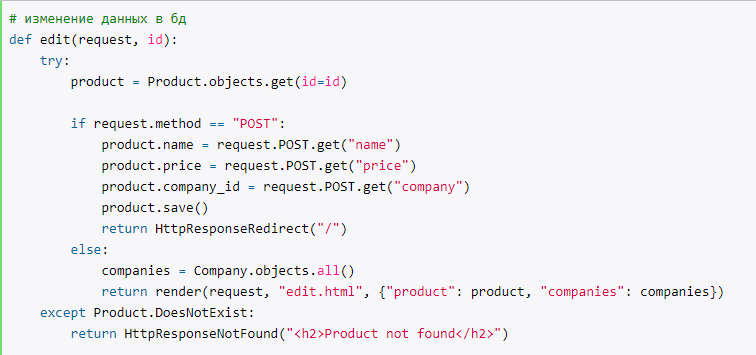 # изменение данных в бд
def edit(request, id):
    try:
        product = Product.objects.get(id=id)

        if request.method == "POST":
            product.name = request.POST.get("name")
            product.price = request.POST.get("price")
            product.company_id = request.POST.get("company")
            product.save()
            return HttpResponseRedirect("/")
        else:
            companies = Company.objects.all()
            return render(request, "edit.html", {"product": product, "companies": companies})
    except Product.DoesNotExist:
        return HttpResponseNotFound("<h2>Product not found</h2>")